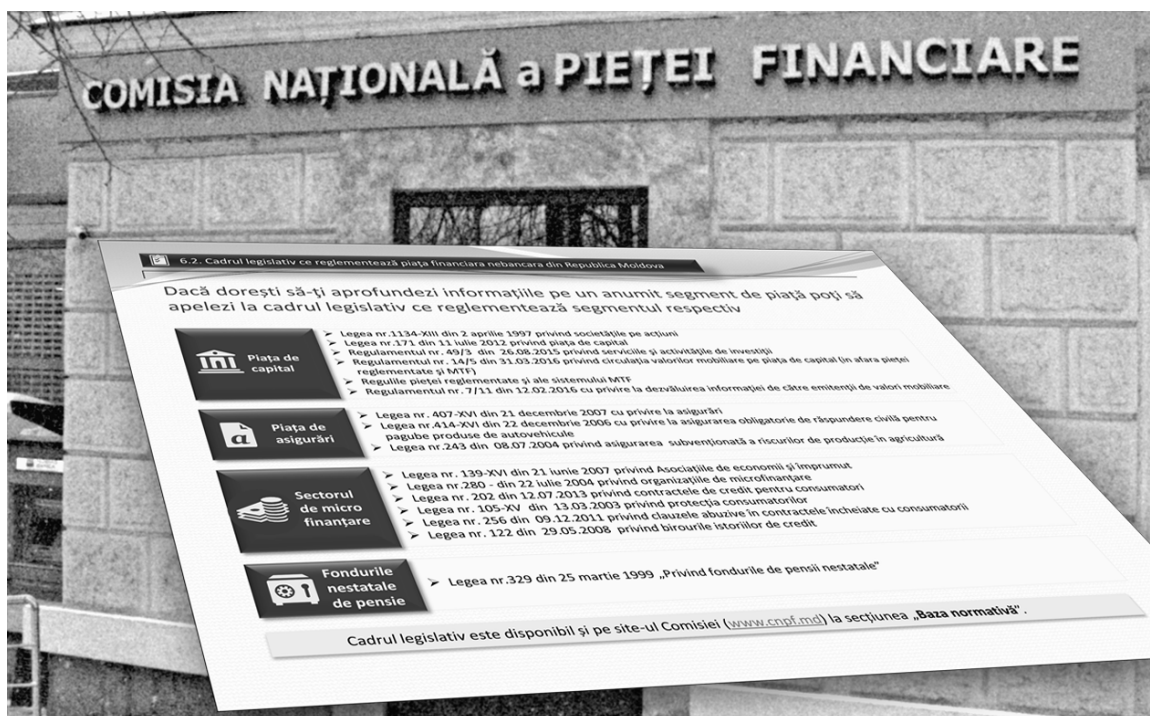 COMISIA NAȚIONALĂ a PIEȚEI FINANCIARE
6.2. Cadrul legislativ ce reglementează piața financiara nebancara din Republica Moldova
Dacă dorești să-ți aprofundezi informațiile pe un anumit segment de piață poți să
apelezi la cadrul legislativ ce reglementează segmentul respectiv
Piața de
capital
➢ Legea nr.1134-XIII din 2 aprilie 1997 privind societățile pe acțiuni
➢ Legea nr.171 din 11 iulie 2012 privind piața de capital
➢ Regulamentul nr. 49/3 din 26.08.2015 privind serviciile și activitățile de investiții
➢ Regulamentul nr. 14/5 din 31.03.2016 privind circulația valorilor mobiliare pe piața de capital (in afara pieței
reglementate și MTF)
➢ Regulile pieței reglementate și ale sistemului MTF
➢ Regulamentul nr. 7/11 din 12.02.2016 cu privire la dezvăluirea informației de către emitenții de valori mobiliare
a
Piața de
asigurări
➢ Legea nr. 407-XVI din 21 decembrie 2007 cu privire la asigurări
➢ Legea nr.414-XVI din 22 decembrie 2006 cu privire la asigurarea obligatorie de răspundere civilă pentru
pagube produse de autovehicule
➢ Legea nr.243 din 08.07.2004 privind asigurarea subvenționată a riscurilor de producție în agricultură
Sectorul
de micro
finanțare
➢ Legea nr. 139-XVI din 21 iunie 2007 privind Asociațiile de economii și împrumut
➢ Legea nr.280 - din 22 iulie 2004 privind organizațiile de microfinanțare
➢ Legea nr. 202 din 12.07.2013 privind contractele de credit pentru consumatori
➢ Legea nr. 105-XV din 13.03.2003 privind protecția consumatorilor
➢ Legea nr. 256 din 09.12.2011 privind clauzele abuzive în contractele încheiate cu consumatorii
➢ Legea nr. 122 din 29.05.2008 privind birourile istoriilor de credit
Fondurile
nestatale
de pensie
➢ Legea nr.329 din 25 martie 1999 „Privind fondurile de pensii nestatale"
Cadrul legislativ este disponibil și pe site-ul Comisiei (www.cnpf.md) la secțiunea „Baza normativă".